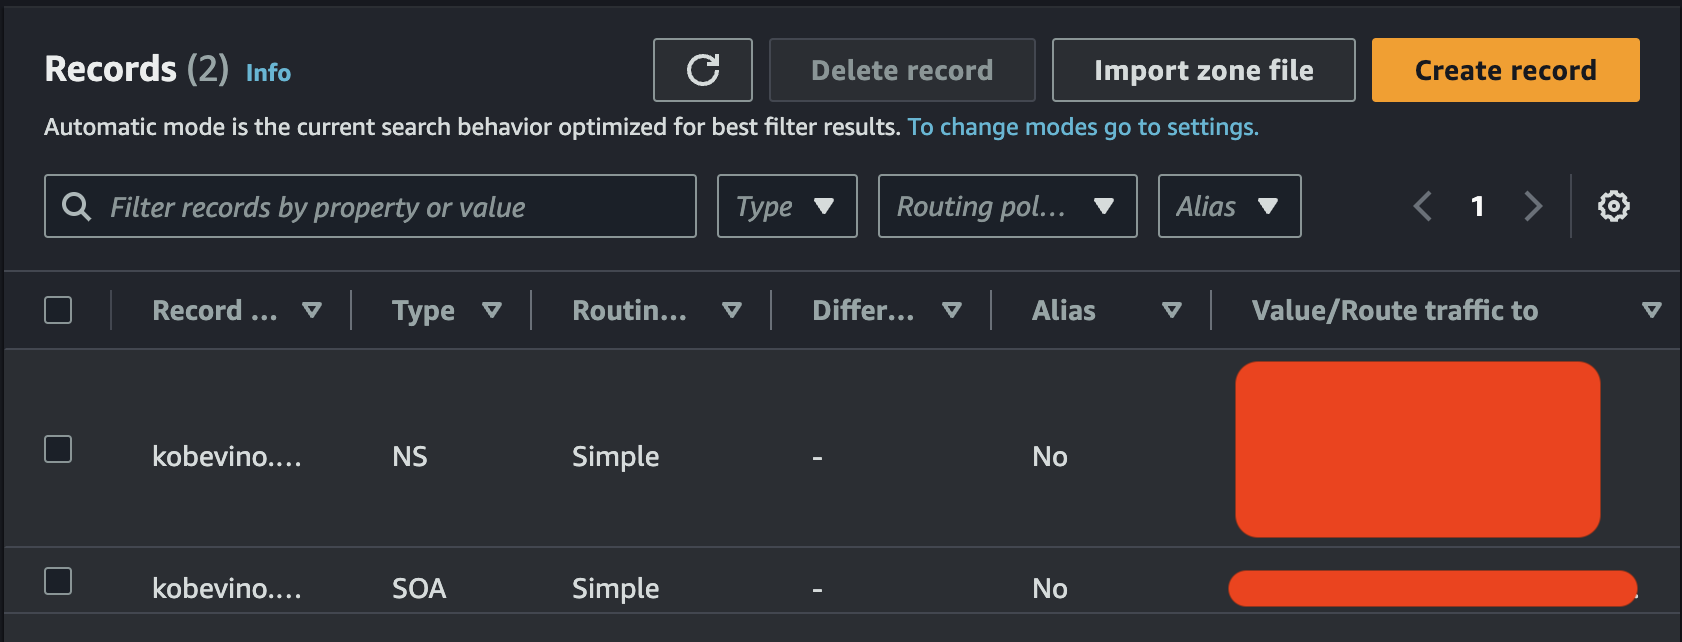 Records (2) Info
Delete record
Import zone file
Create record
Automatic mode is the current search behavior optimized for best filter results. To change modes go to settings.
Filter records by property or value
Type
Routing pol...
Alias
1
Record ... Type Routin... Differ... Alias Value/Route traffic to
kobevino.... NS Simple - No
kobevino.... SOA Simple - No .